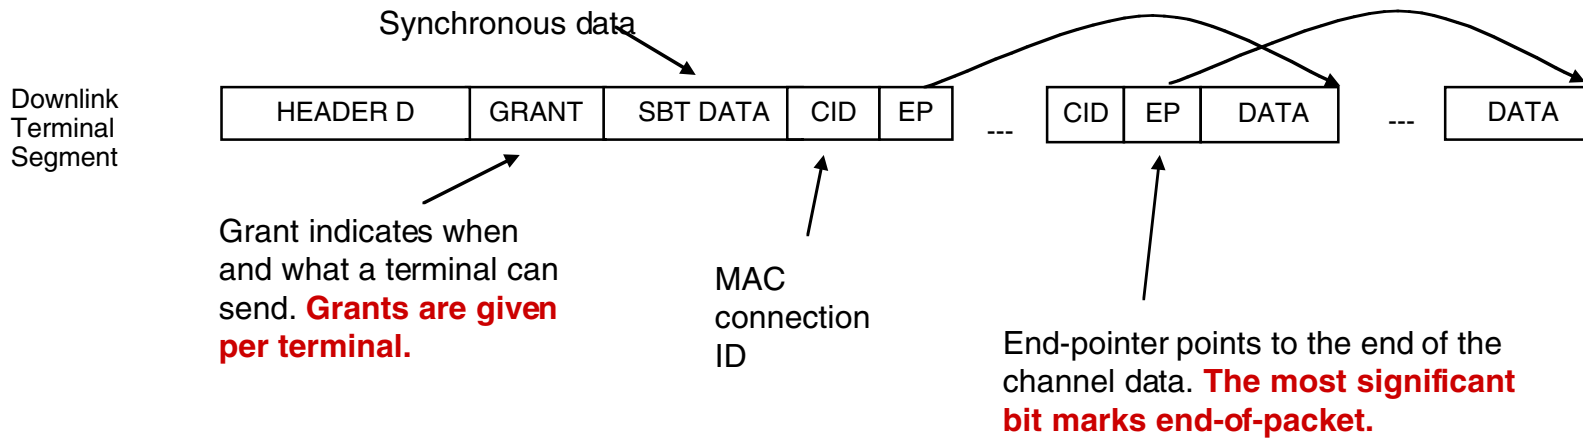 Synchronous data
Downlink
Terminal
Segment
HEADER D GRANT SBT DATA CID EP --- CID EP DATA --- DATA
Grant indicates when
and what a terminal can
send. Grants are given
per terminal.
MAC
connection
ID
End-pointer points to the end of the
channel data. The most significant
bit marks end-of-packet.